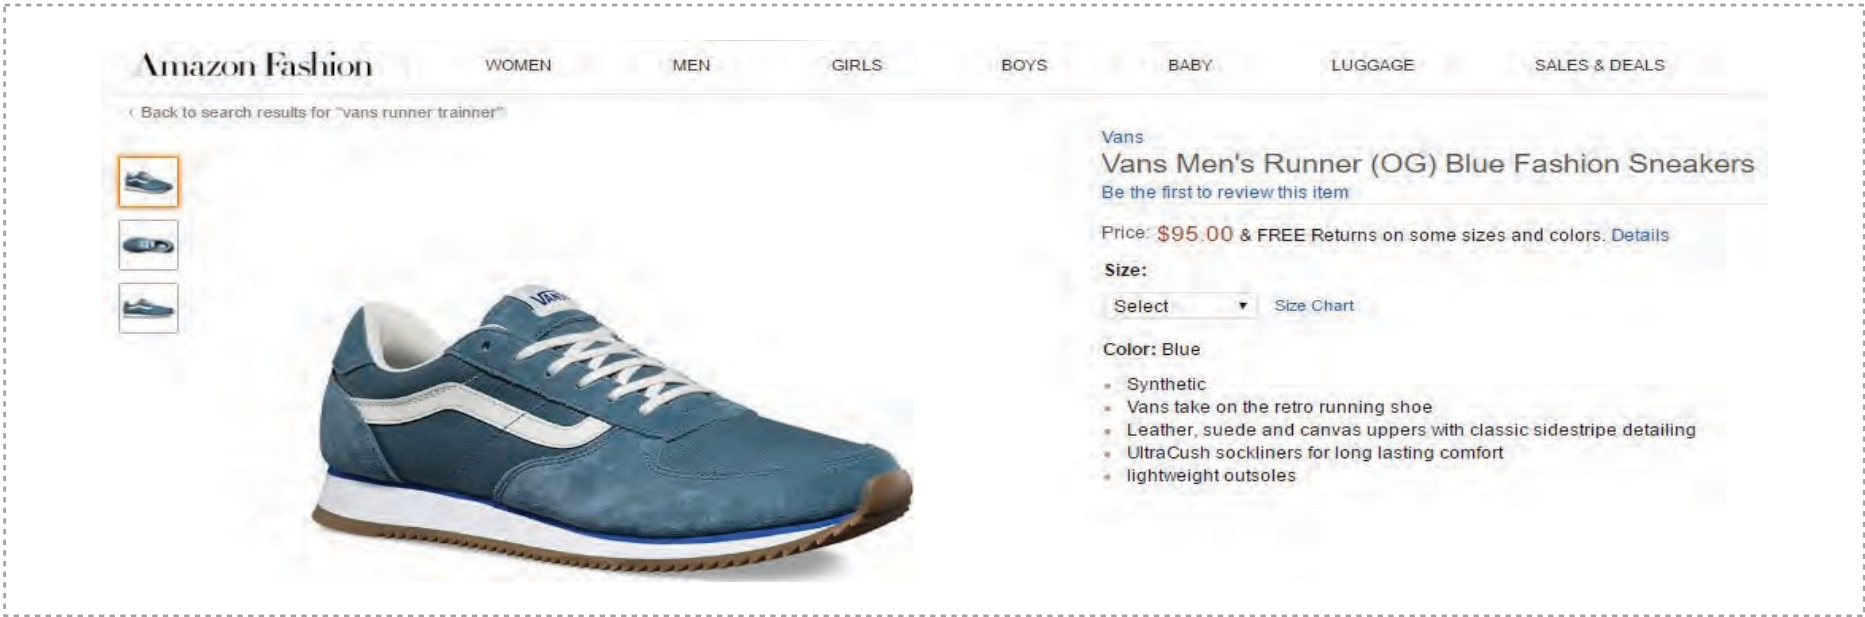 Amazon Fashion WOMEN MEN GIRLS BOYS BABY LUGGAGE SALES & DEALS
‹ Back to search results for "vans runner trainner"
Vans
Vans Men's Runner (OG) Blue Fashion Sneakers
Be the first to review this item
Price: $95.00 & FREE Returns on some sizes and colors. Details
Size:
Select Size Chart
Color: Blue
Synthetic
Vans take on the retro running shoe
Leather, suede and canvas uppers with classic sidestripe detailing
UltraCush sockliners for long lasting comfort
lightweight outsoles
VANS